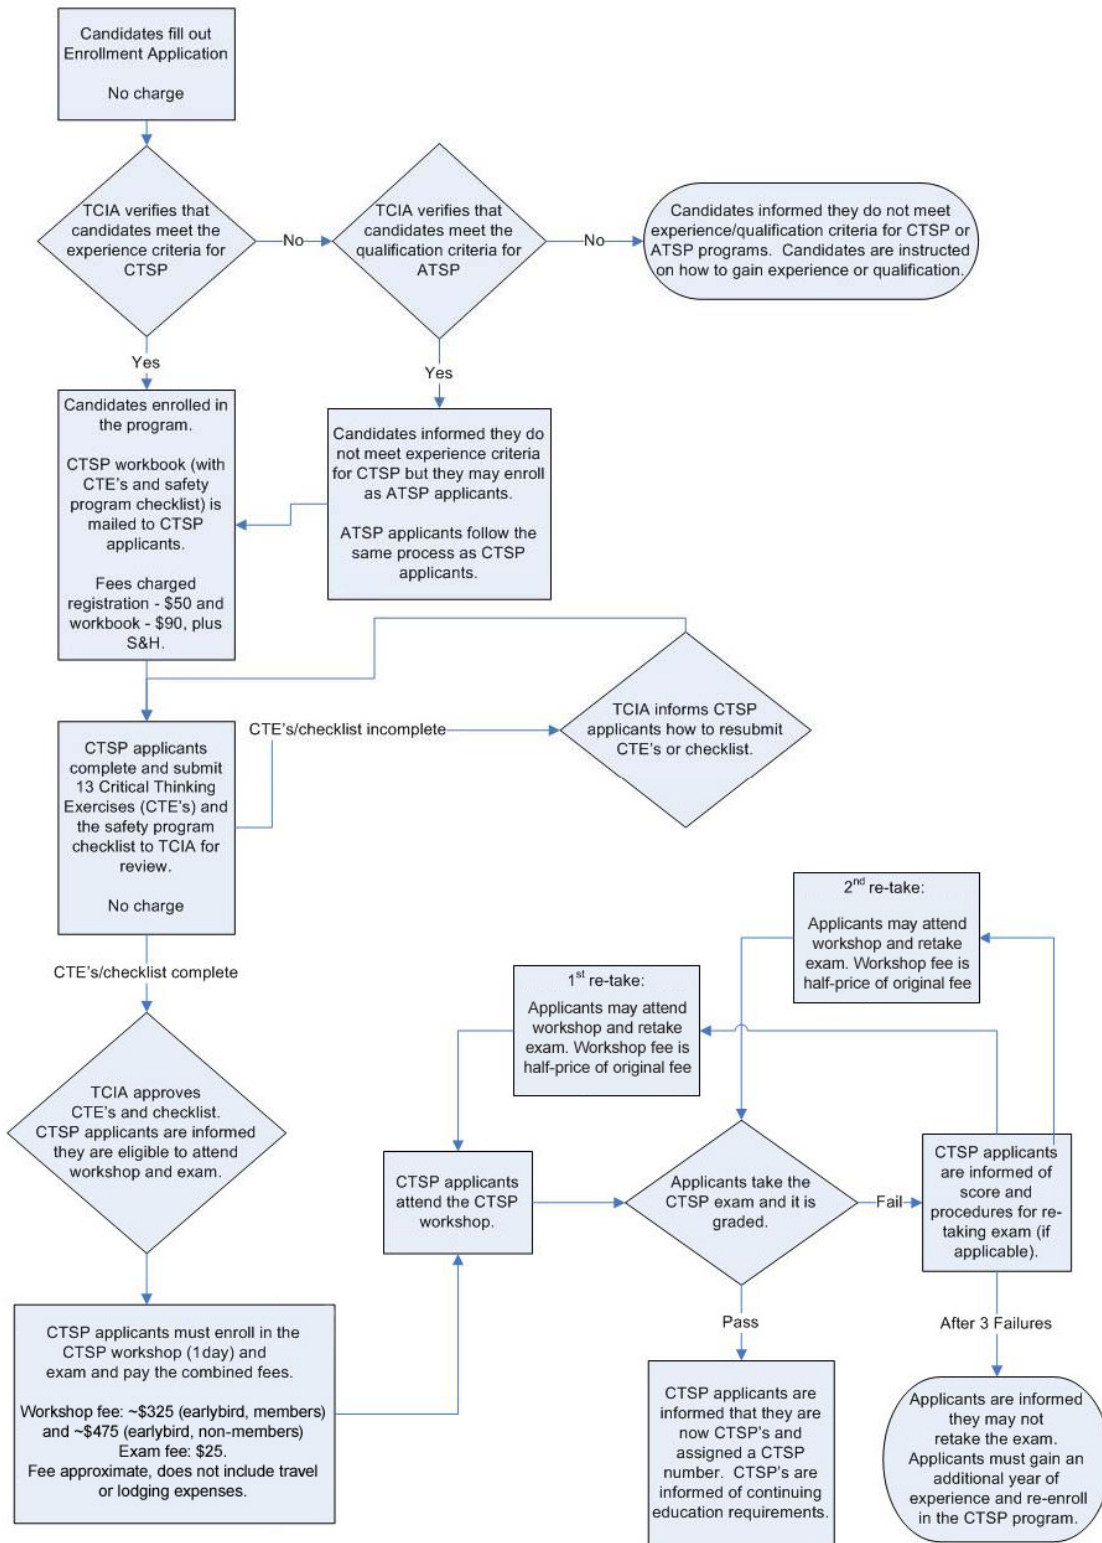 Candidates fill out
Enrollment Application
No charge
TCIA verifies that
candidates meet the
experience criteria for
CTSP
No
TCIA verifies that
candidates meet the
qualification criteria for
ATSP
No
Candidates informed they do not meet
experience/qualification criteria for CTSP or
ATSP programs. Candidates are instructed
on how to gain experience or qualification.
Yes
Yes
Candidates enrolled in
the program.
CTSP workbook (with
CTE's and safety
program checklist) is
mailed to CTSP
applicants.
Fees charged
registration - $50 and
workbook - $90, plus
S&H.
Candidates informed they do
not meet experience criteria
for CTSP but they may enroll
as ATSP applicants.
ATSP applicants follow the
same process as CTSP
applicants.
CTSP applicants
complete and submit
13 Critical Thinking
Exercises (CTE's) and
the safety program
checklist to TCIA for
review.
No charge
CTE's/checklist incomplete
TCIA informs CTSP
applicants how to resubmit
CTE's or checklist.
CTE's/checklist complete
TCIA approves
CTE's and checklist.
CTSP applicants are informed
they are eligible to attend
workshop and exam.
CTSP applicants must enroll in the
CTSP workshop (1day) and
exam and pay the combined fees.
Workshop fee: ~$325 (earlybird, members)
and ~$475 (earlybird, non-members)
Exam fee: $25.
Fee approximate, does not include travel
or lodging expenses.
CTSP applicants
attend the CTSP
workshop.
1st re-take:
Applicants may attend
workshop and retake
exam. Workshop fee is
half-price of original fee
2nd re-take:
Applicants may attend
workshop and retake
exam. Workshop fee is
half-price of original fee
Applicants take the
CTSP exam and it is
graded.
Fail
CTSP applicants
are informed of
score and
procedures for re-
taking exam (if
applicable).
Pass
After 3 Failures
CTSP applicants are
informed that they are
now CTSP's and
assigned a CTSP
number. CTSP's are
informed of continuing
education requirements.
Applicants are informed
they may not
retake the exam.
Applicants must gain an
additional year of
experience and re-enroll
in the CTSP program.